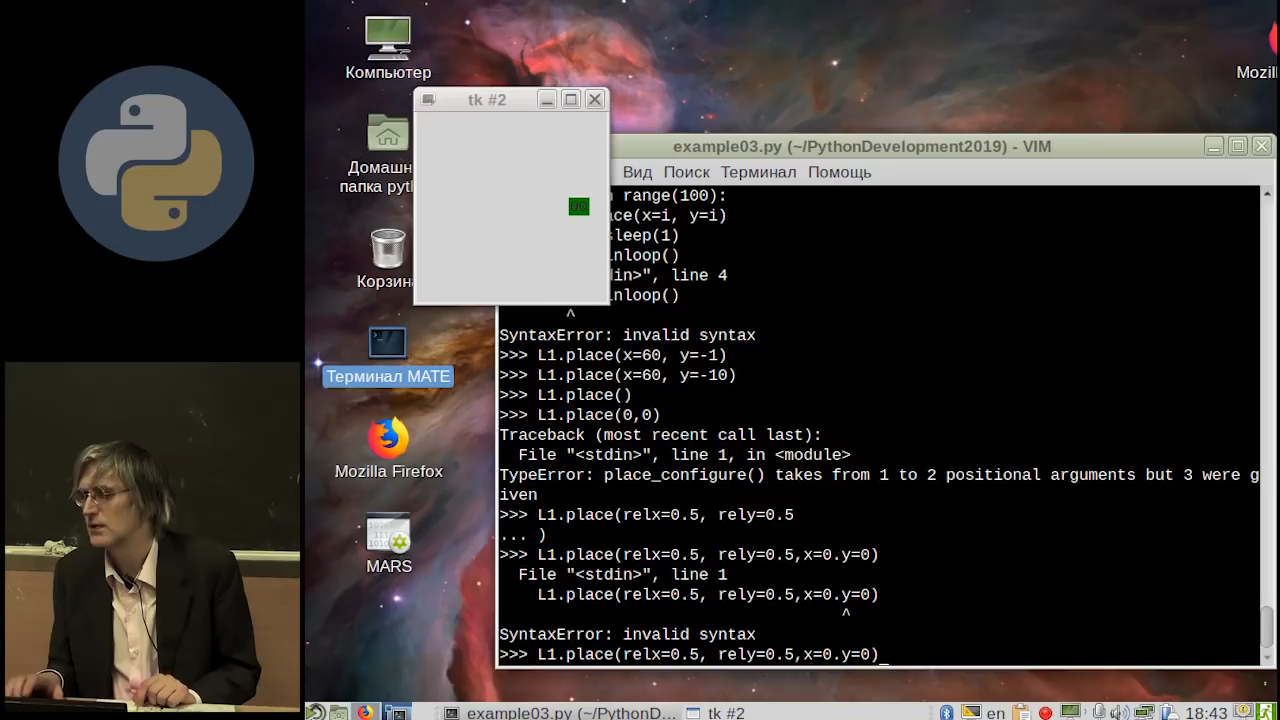 Компьютер
Mozil
tk #2
Домашн
папка pyt
example03.py (~/PythonDevelopment2019) - VIM
Вид Поиск Терминал Помощь
range(100):
ce(x=i, y=i)
leep(1)
nloop()
Корзина
in>", line 4
nloop()
^
SyntaxError: invalid syntax
>>> L1.place(x=60, y=-1)
>>> L1.place(x=60, y=-10)
>>> L1.place()
>>> L1.place(0,0)
Traceback (most recent call last):
File "<stdin>", line 1, in <module>
TypeError: place_configure() takes from 1 to 2 positional arguments but 3 were g
iven
>>> L1.place(relx=0.5, rely=0.5
... )
>>> L1.place(relx=0.5, rely=0.5,x=0.y=0)
File "<stdin>", line 1
L1.place(relx=0.5, rely=0.5,x=0.y=0)
^
SyntaxError: invalid syntax
>>> L1.place(relx=0.5, rely=0.5,x=0.y=0)_
Терминал MATE
Mozilla Firefox
MARS
example03.py (~/PythonD...
tk #2
en
18:43